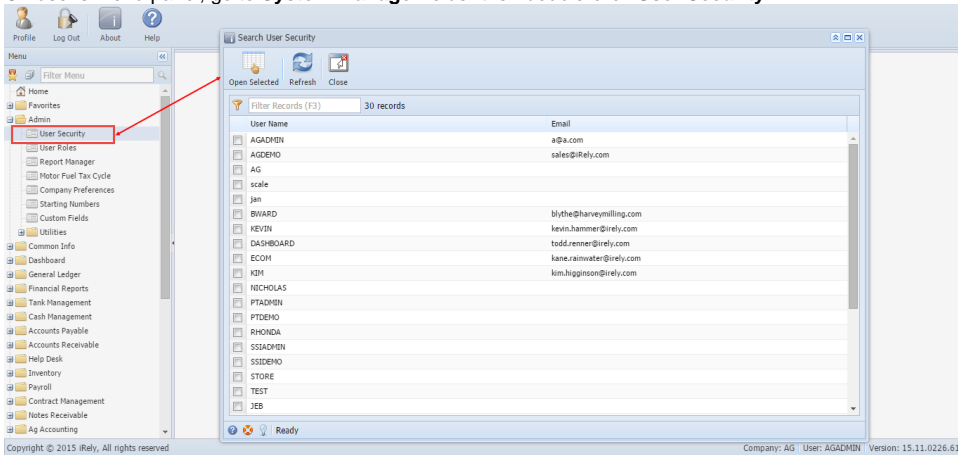 Profile Log Out About Help
Menu
Filter Menu
Home
Favorites
Admin
User Security
User Roles
Report Manager
Motor Fuel Tax Cycle
Company Preferences
Starting Numbers
Custom Fields
Utilities
Common Info
Dashboard
General Ledger
Financial Reports
Tank Management
Cash Management
Accounts Payable
Accounts Receivable
Help Desk
Inventory
Payroll
Contract Management
Notes Receivable
Ag Accounting
Search User Security
Open Selected Refresh Close
Filter Records (F3) 30 records
User Name Email
AGADMIN a@a.com
AGDEMO sales@iRely.com
AG
scale
jan
BWARD blythe@harveymilling.com
KEVIN kevin.hammer@irely.com
DASHBOARD todd.renner@irely.com
ECOM kane.rainwater@irely.com
KIM kim.higginson@irely.com
NICHOLAS
PTADMIN
PTDEMO
RHONDA
SSIADMIN
SSIDEMO
STORE
TEST
JEB
Ready
Copyright © 2015 iRely, All rights reserved Company: AG User: AGADMIN Version: 15.11.0226.61